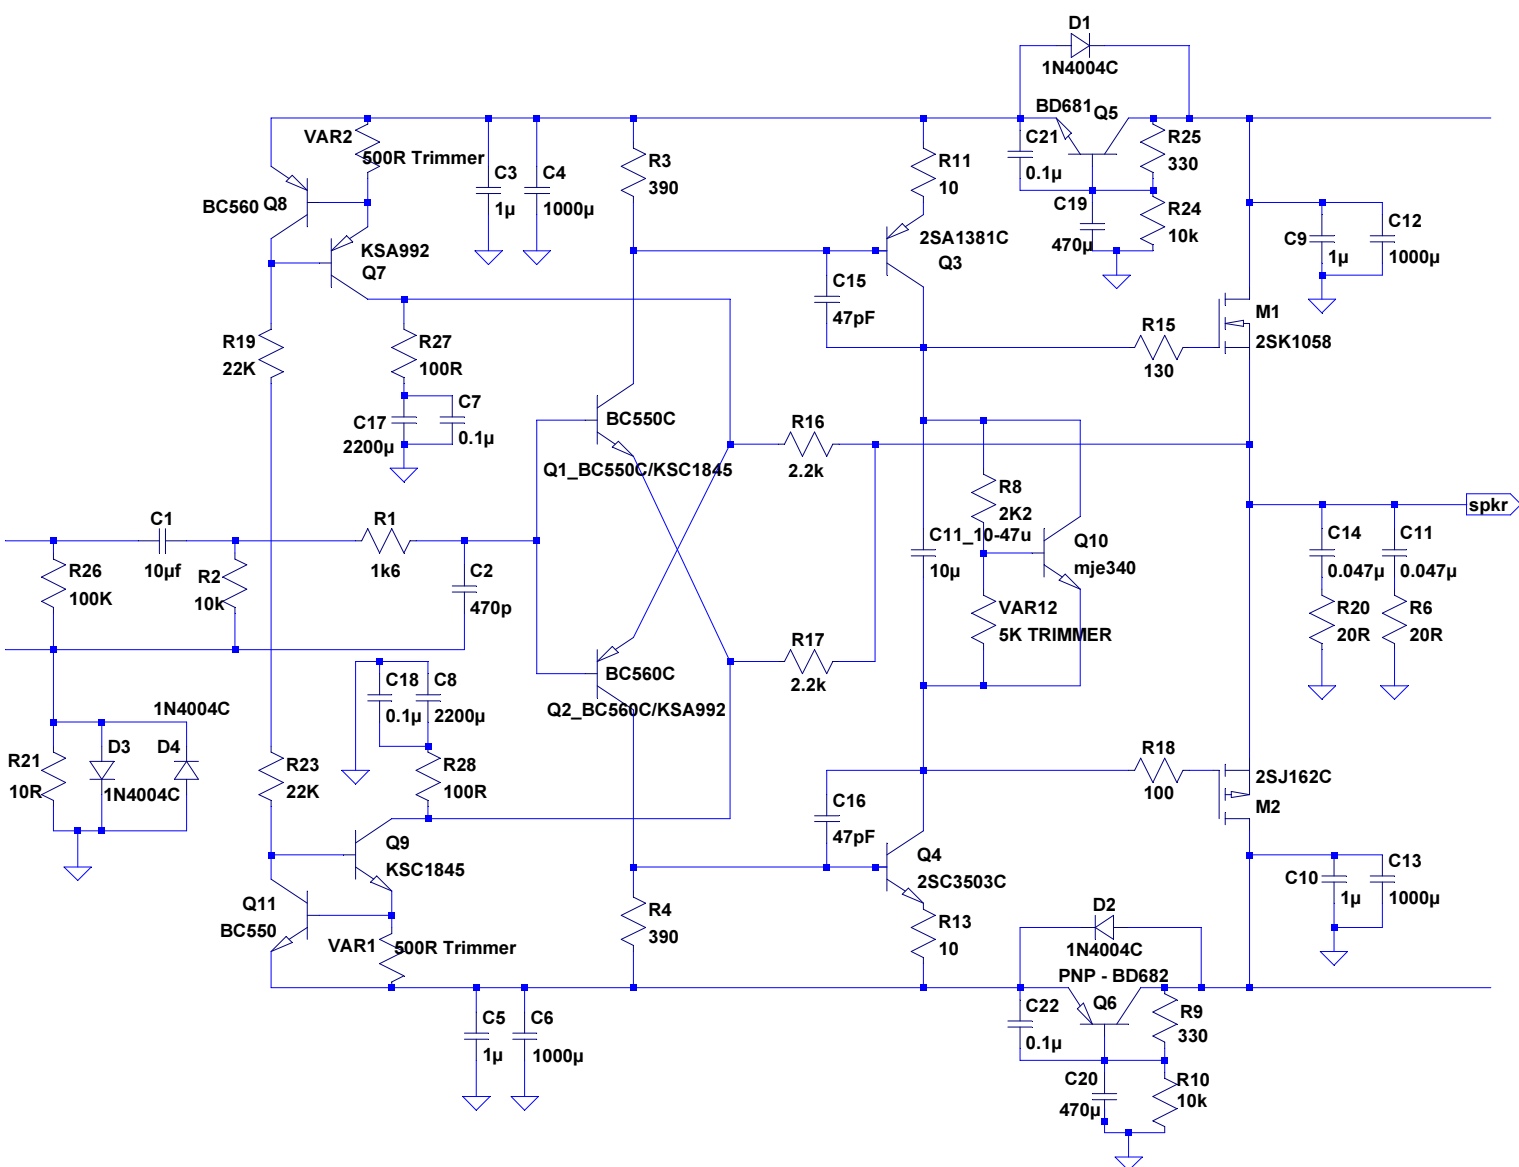 D1
1N4004C
BD681
Q5
VAR2
500R Trimmer
C21
0.1µ
R25
330
R3
390
C3
1µ
C4
1000µ
R11
10
BC560
Q8
C19
470µ
R24
10k
KSA992
Q7
2SA1381C
Q3
C9
1µ
C12
1000µ
C15
47pF
M1
2SK1058
R15
130
R19
22K
R27
100R
C17
2200µ
C7
0.1µ
BC550C
Q1_BC550C/KSC1845
R16
2.2k
R8
2K2
C11_10-47u
10µ
Q10
mje340
spkr
C1
10µf
R1
1k6
R26
100K
R2
10k
C2
470p
C14
0.047µ
C11
0.047µ
VAR12
5K TRIMMER
R20
20R
R6
20R
R17
2.2k
BC560C
Q2_BC560C/KSA992
C18
0.1µ
C8
2200µ
1N4004C
D3
D4
1N4004C
R21
10R
R23
22K
R28
100R
R18
100
2SJ162C
M2
C16
47pF
Q9
KSC1845
Q4
2SC3503C
Q11
BC550
VAR1
500R Trimmer
R4
390
R13
10
C10
1µ
C13
1000µ
D2
1N4004C
PNP - BD682
Q6
C5
1µ
C6
1000µ
C22
0.1µ
R9
330
C20
470µ
R10
10k